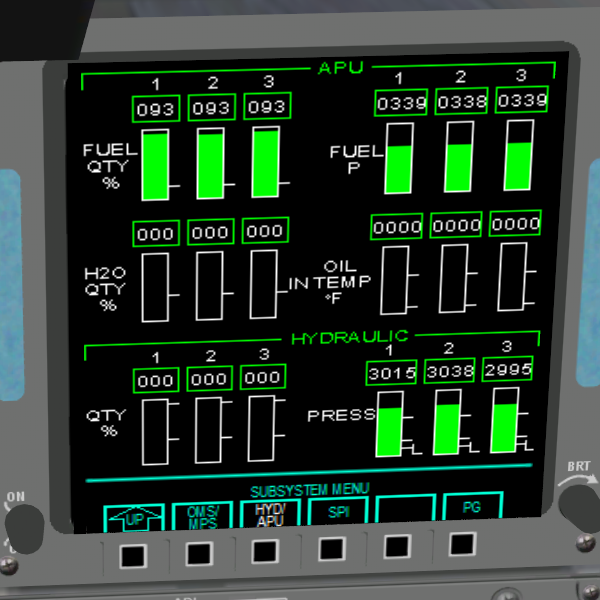 APU
1 2 3 1 2 3
093 093 093 0339 0338 0339
FUEL QTY %
FUEL P
000 000 000 0000 0000 0000
H2O QTY %
OIL IN TEMP °F
HYDRAULIC
1 2 3 1 2 3
000 000 000 3015 3038 2995
QTY %
PRESS
L L L
SUBSYSTEM MENU
UP
OMS/ MPS
HYD/ APU
SPI
PG
ON
BRT